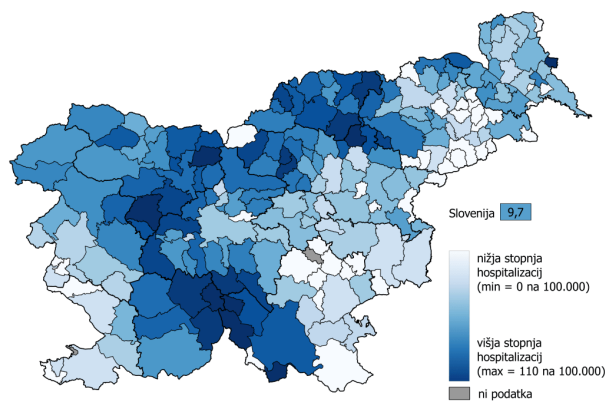 Slovenija 9,7
nižja stopnja
hospitalizacij
(min = 0 na 100.000)
višja stopnja
hospitalizacij
(max = 110 na 100.000)
ni podatka